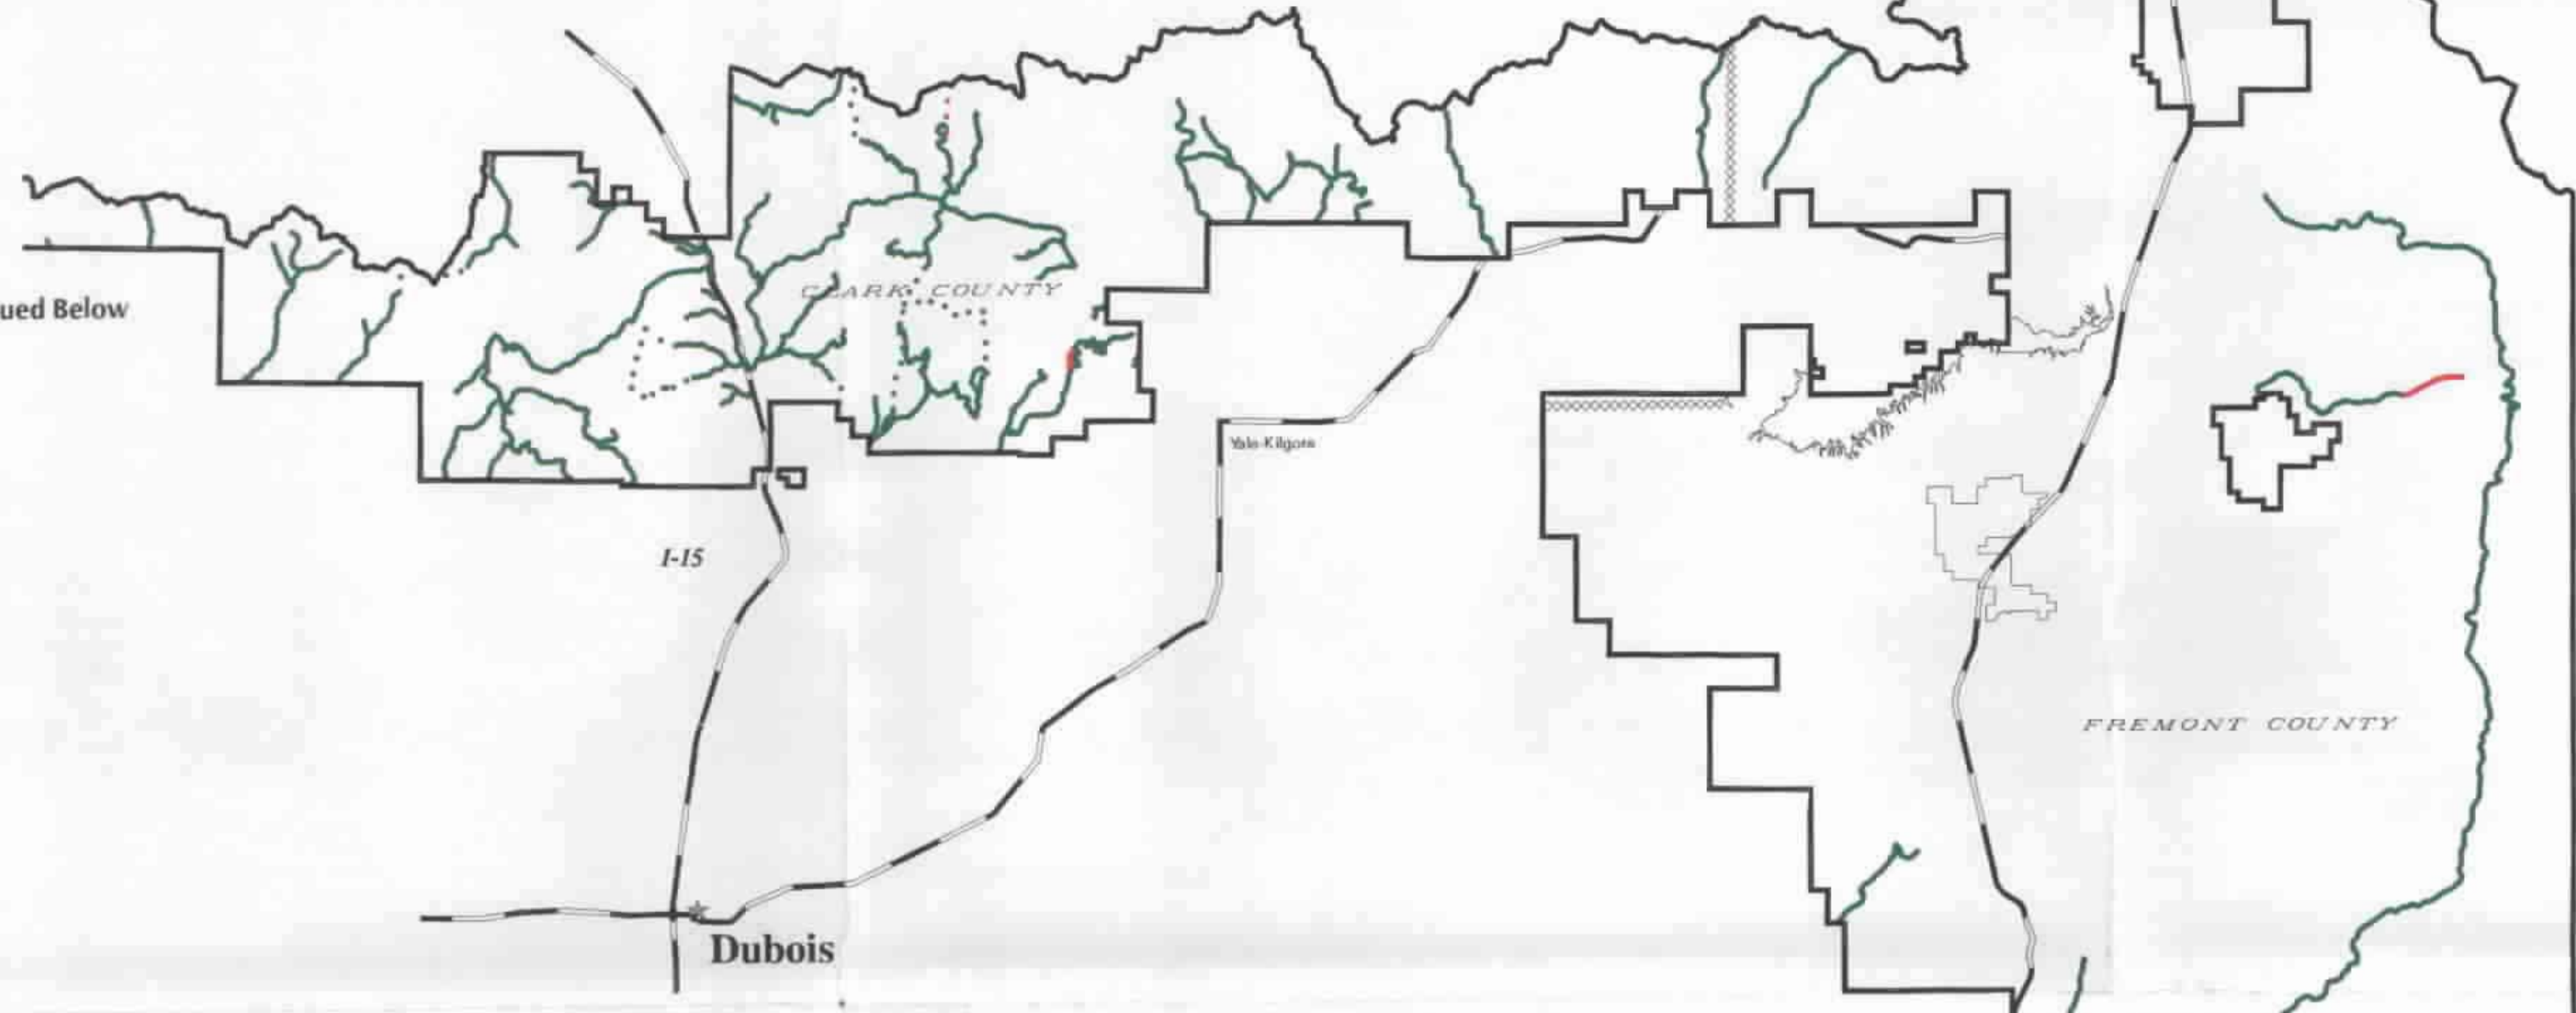 ued Below
CLARK COUNTY
Yale-Kilgore
I-15
FREMONT COUNTY
Dubois